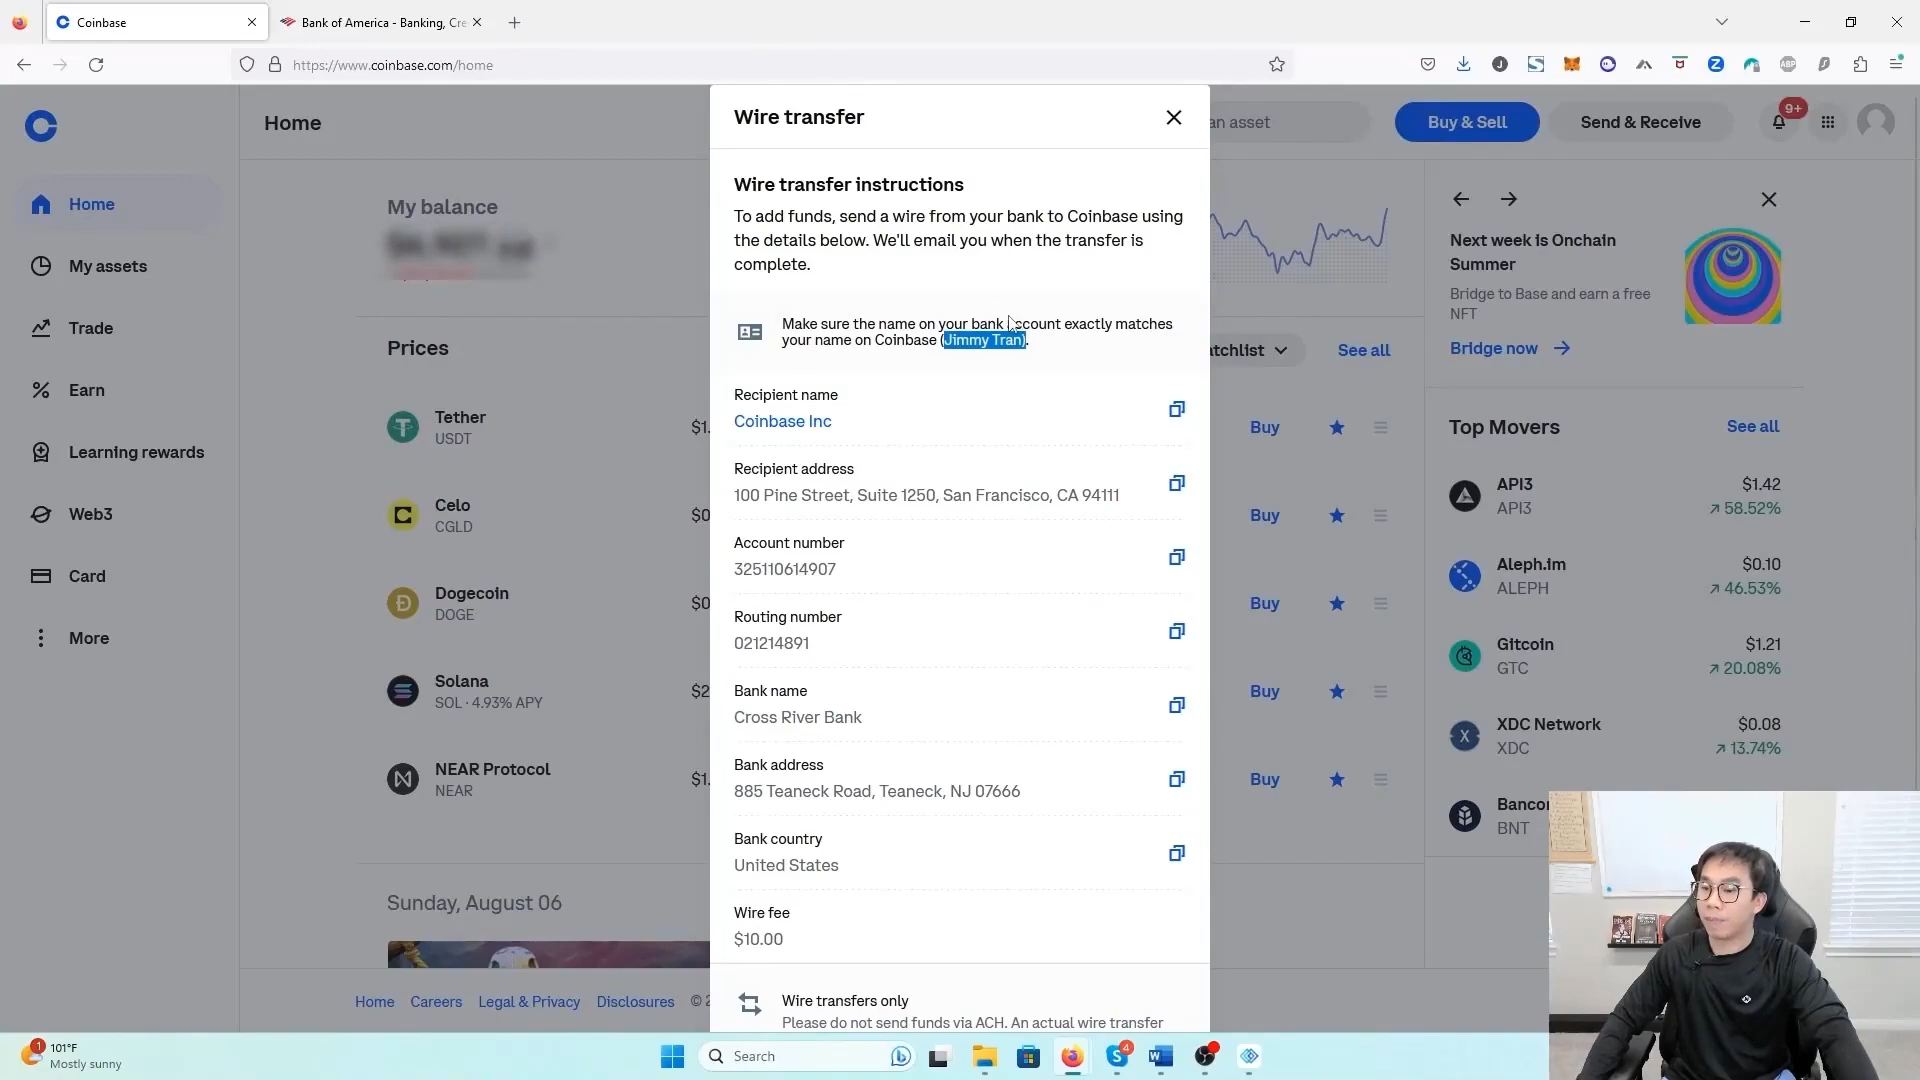 Coinbase
Bank of America - Banking, Cre
https://www.coinbase.com/home
Home
an asset
Buy & Sell
Send & Receive
9+
Home
My assets
Trade
Earn
Learning rewards
Web3
Card
More
My balance
Prices
tchlist
See all
Tether
USDT
$1.
Buy
Celo
CGLD
$0
Buy
Dogecoin
DOGE
$0
Buy
Solana
SOL · 4.93% APY
$2
Buy
NEAR Protocol
NEAR
$1.
Buy
Sunday, August 06
Home
Careers
Legal & Privacy
Disclosures
© 2
Wire transfer
Wire transfer instructions
To add funds, send a wire from your bank to Coinbase using
the details below. We'll email you when the transfer is
complete.
Make sure the name on your bank account exactly matches
your name on Coinbase (Jimmy Tran).
Recipient name
Coinbase Inc
Recipient address
100 Pine Street, Suite 1250, San Francisco, CA 94111
Account number
325110614907
Routing number
021214891
Bank name
Cross River Bank
Bank address
885 Teaneck Road, Teaneck, NJ 07666
Bank country
United States
Wire fee
$10.00
Wire transfers only
Please do not send funds via ACH. An actual wire transfer
Next week is Onchain
Summer
Bridge to Base and earn a free
NFT
Bridge now
Top Movers
See all
API3
API3
$1.42
58.52%
Aleph.im
ALEPH
$0.10
46.53%
Gitcoin
GTC
$1.21
20.08%
XDC Network
XDC
$0.08
13.74%
Banco
BNT
1
101°F
Mostly sunny
Search
4